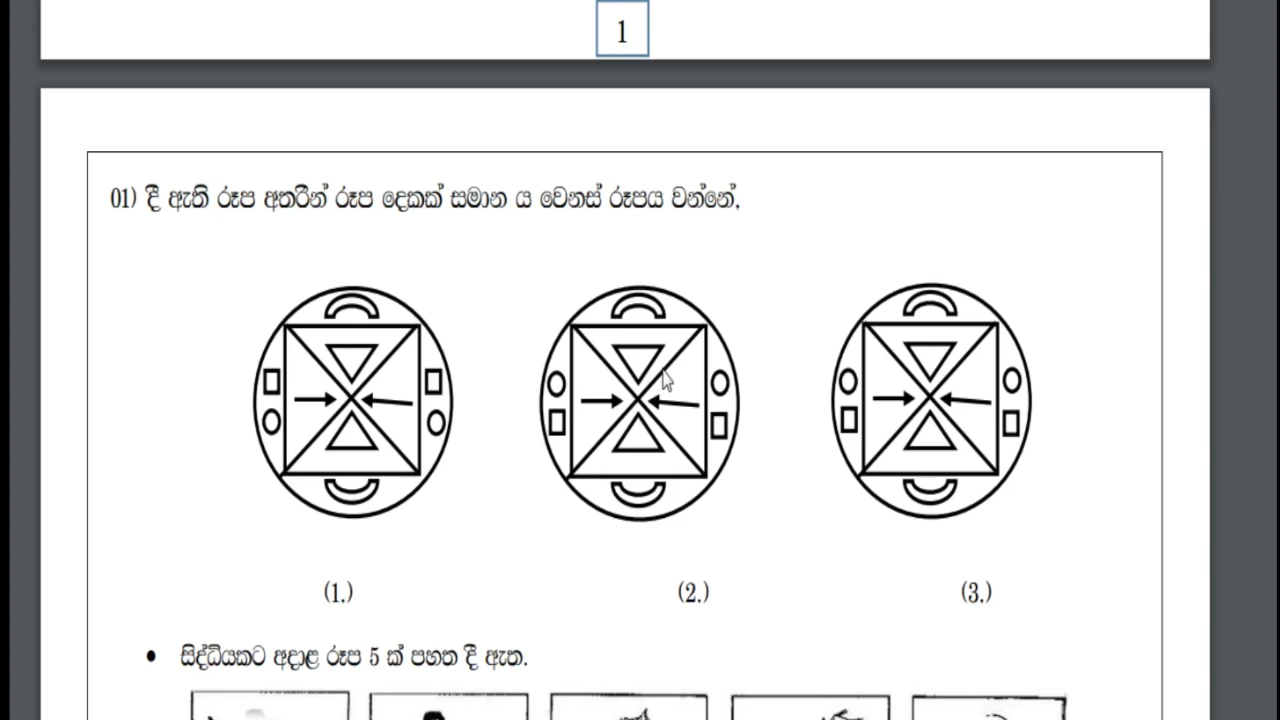 1
01) දී ඇති රූප අතරින් රූප දෙකක් සමාන ය වෙනස් රූපය වන්නේ,
(1.) (2.) (3.)
• සිද්ධියකට අදාළ රූප 5 ක් පහත දී ඇත.